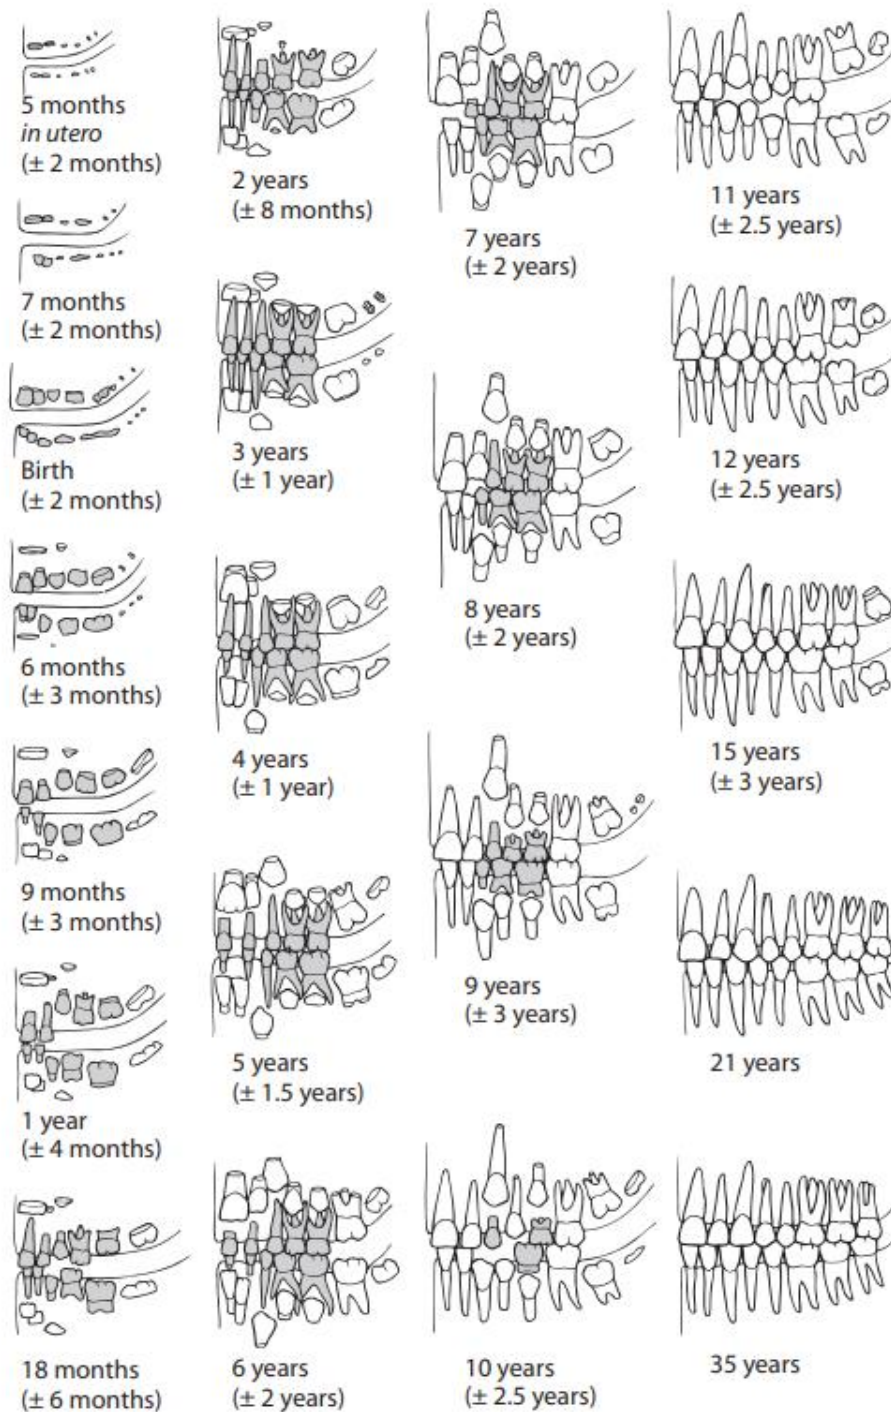 5 months
in utero
(± 2 months)
7 months
(± 2 months)
Birth
(± 2 months)
6 months
(± 3 months)
9 months
(± 3 months)
1 year
(± 4 months)
18 months
(± 6 months)
2 years
(± 8 months)
3 years
(± 1 year)
4 years
(± 1 year)
5 years
(± 1.5 years)
6 years
(± 2 years)
7 years
(± 2 years)
8 years
(± 2 years)
9 years
(± 3 years)
10 years
(± 2.5 years)
11 years
(± 2.5 years)
12 years
(± 2.5 years)
15 years
(± 3 years)
21 years
35 years